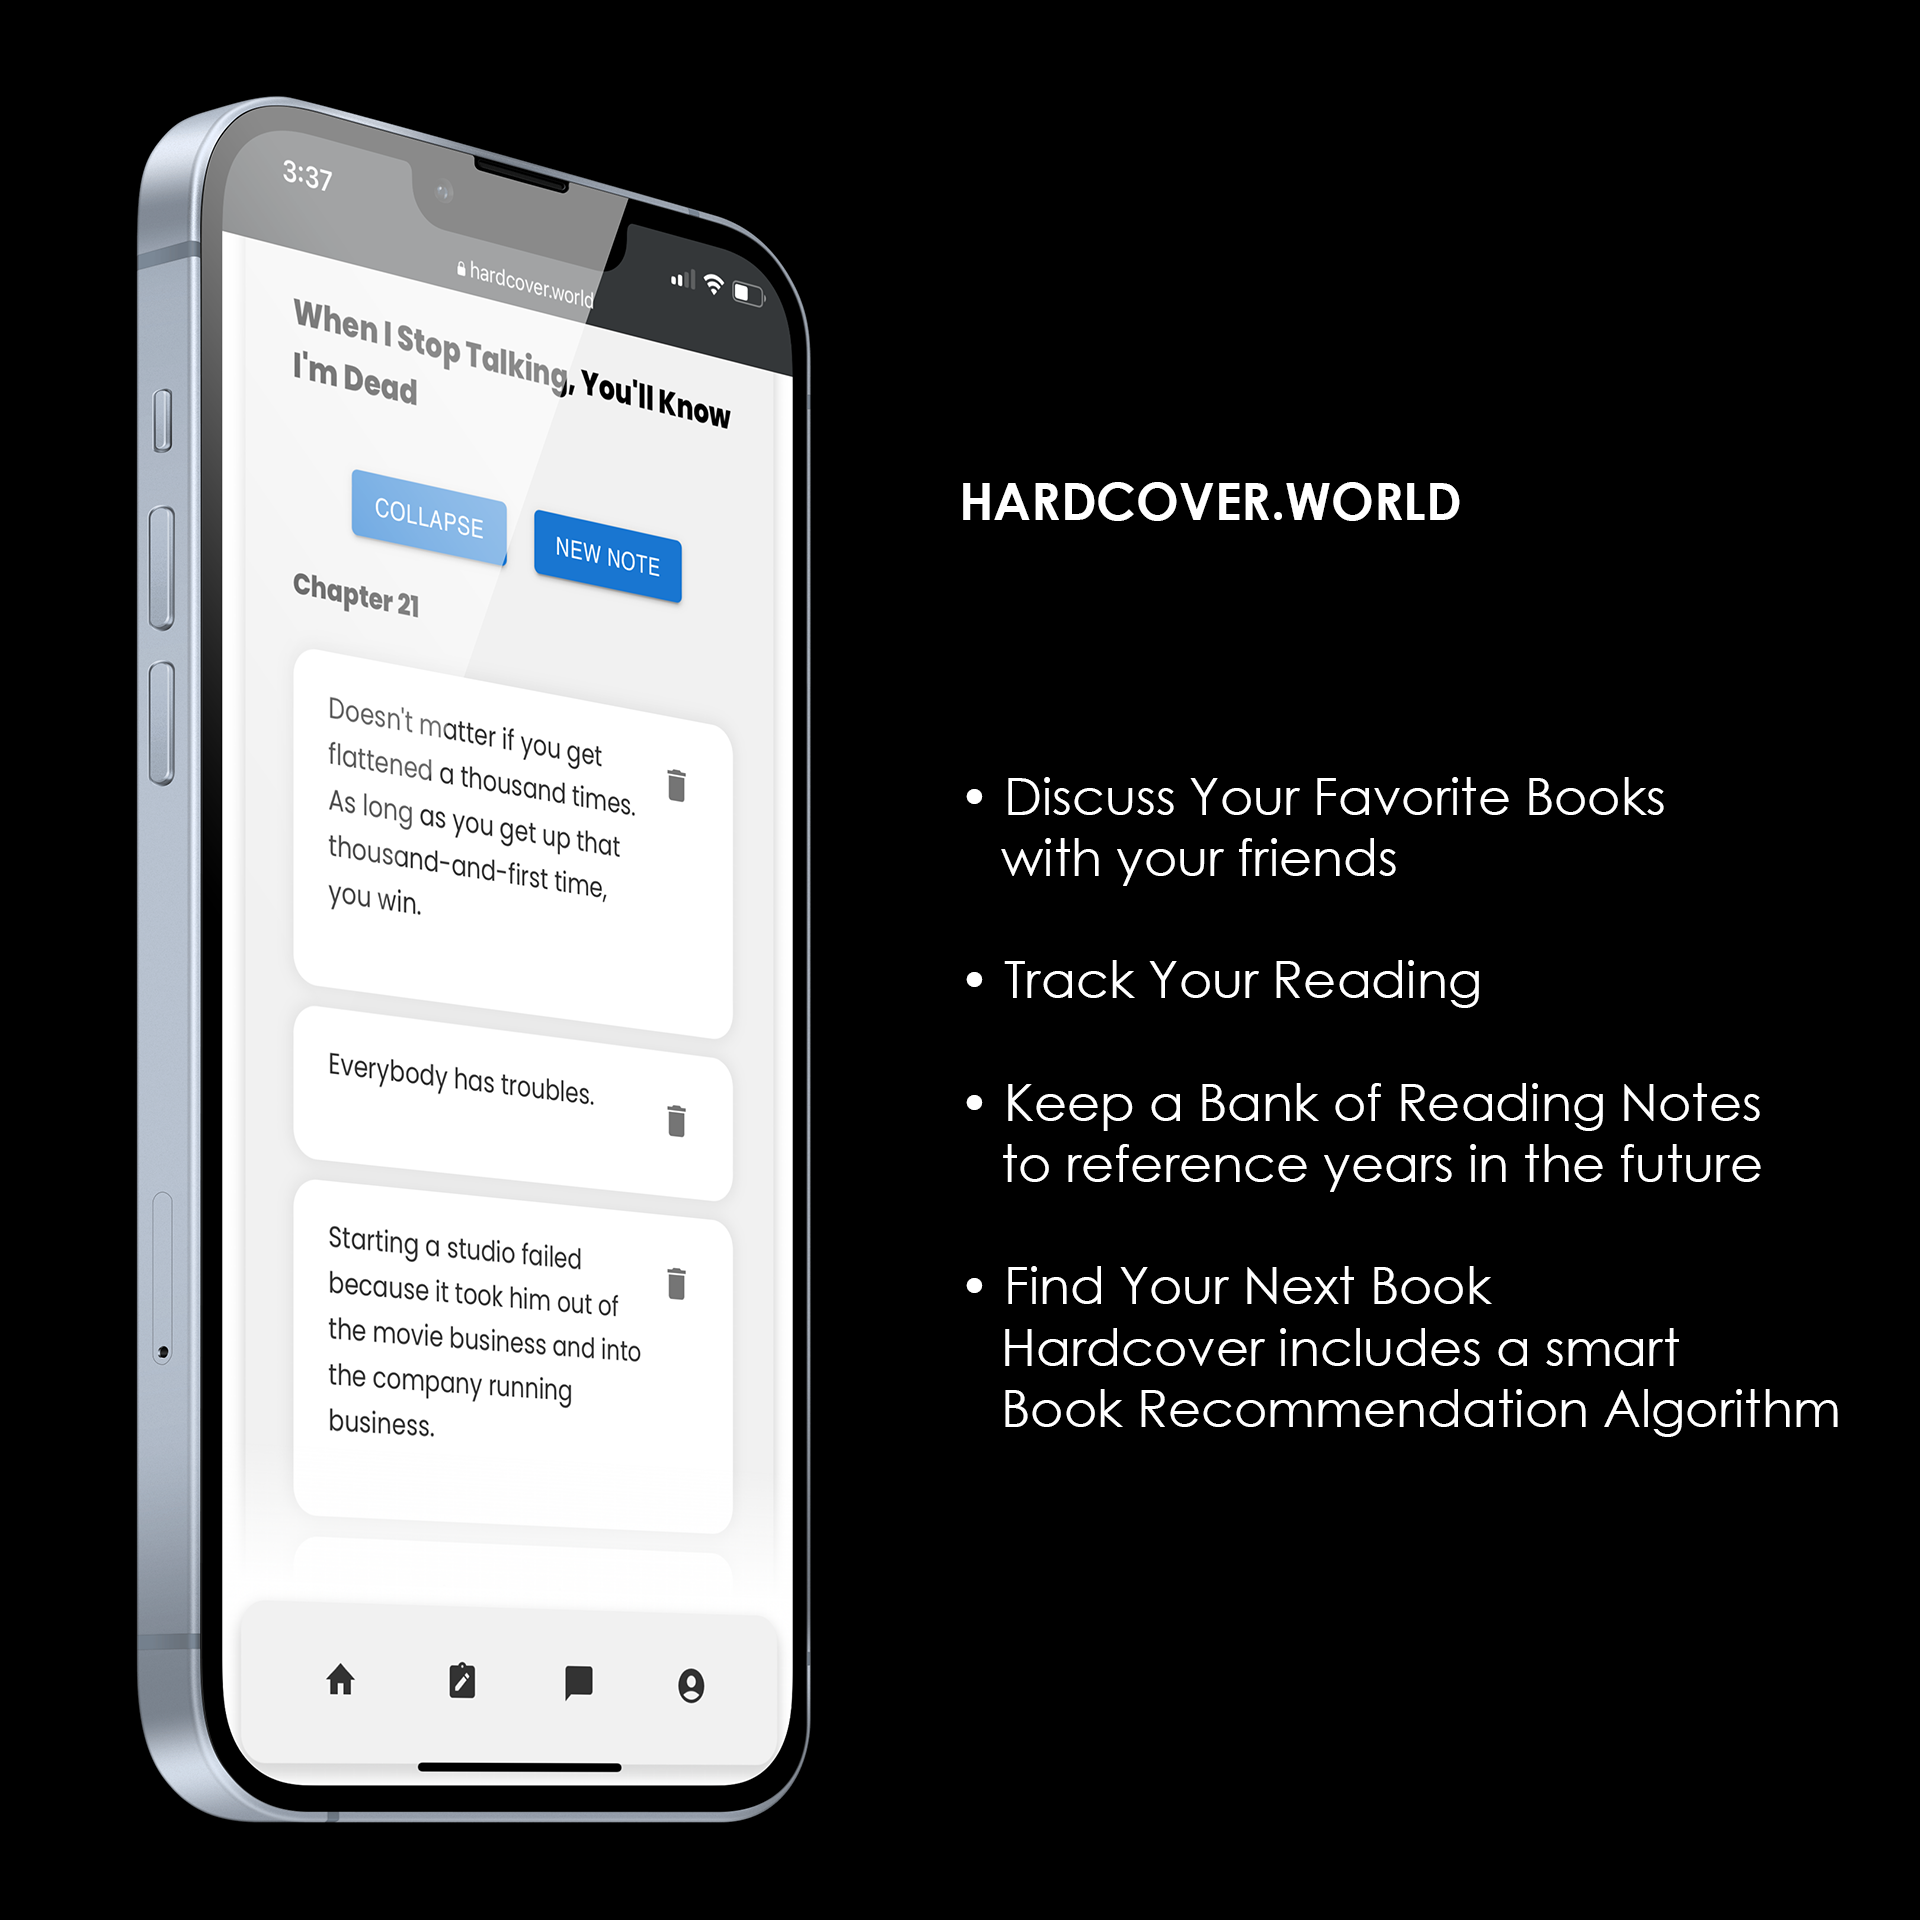 3:37
hardcover.world
When I Stop Talking, You'll Know
I'm Dead
COLLAPSE
NEW NOTE
Chapter 21
Doesn't matter if you get
flattened a thousand times.
As long as you get up that
thousand-and-first time,
you win.
Everybody has troubles.
Starting a studio failed
because it took him out of
the movie business and into
the company running
business.
HARDCOVER.WORLD
• Discuss Your Favorite Books
with your friends
• Track Your Reading
• Keep a Bank of Reading Notes
to reference years in the future
• Find Your Next Book
Hardcover includes a smart
Book Recommendation Algorithm